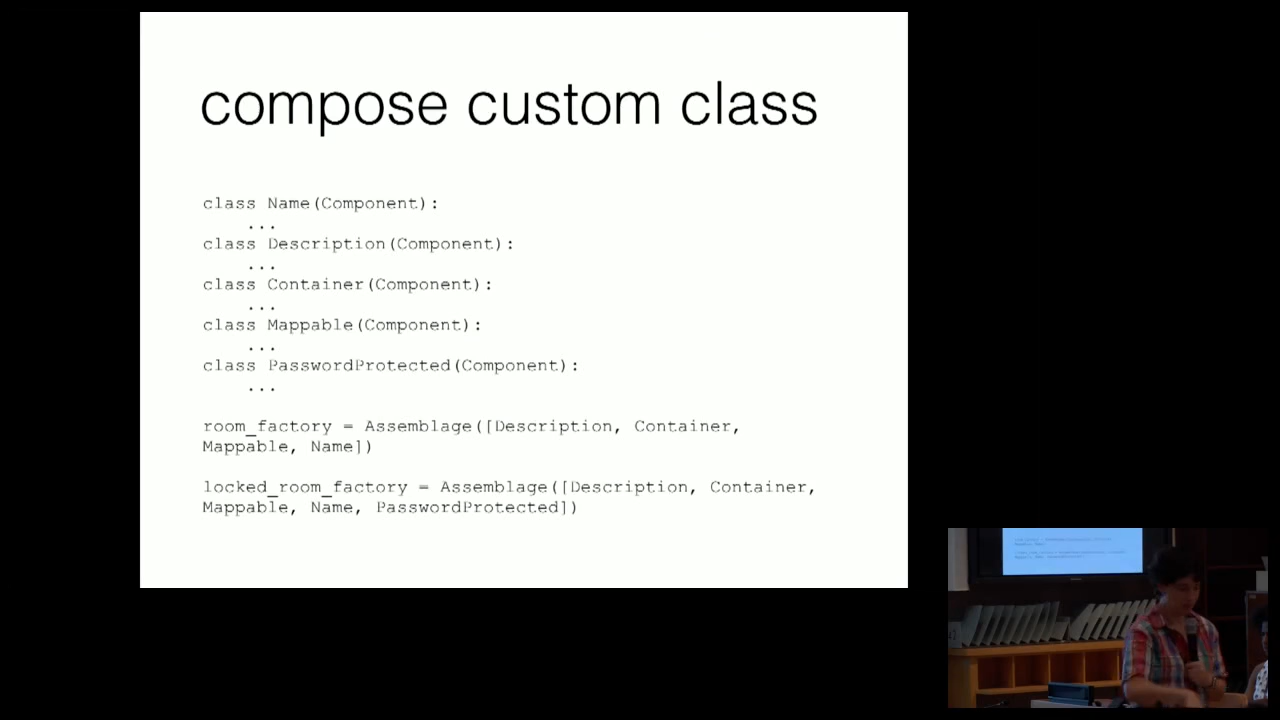 compose custom class
class Name(Component):
...
class Description(Component):
...
class Container(Component):
...
class Mappable(Component):
...
class PasswordProtected(Component):
...
room_factory = Assemblage([Description, Container,
Mappable, Name])
locked_room_factory = Assemblage([Description, Container,
Mappable, Name, PasswordProtected])